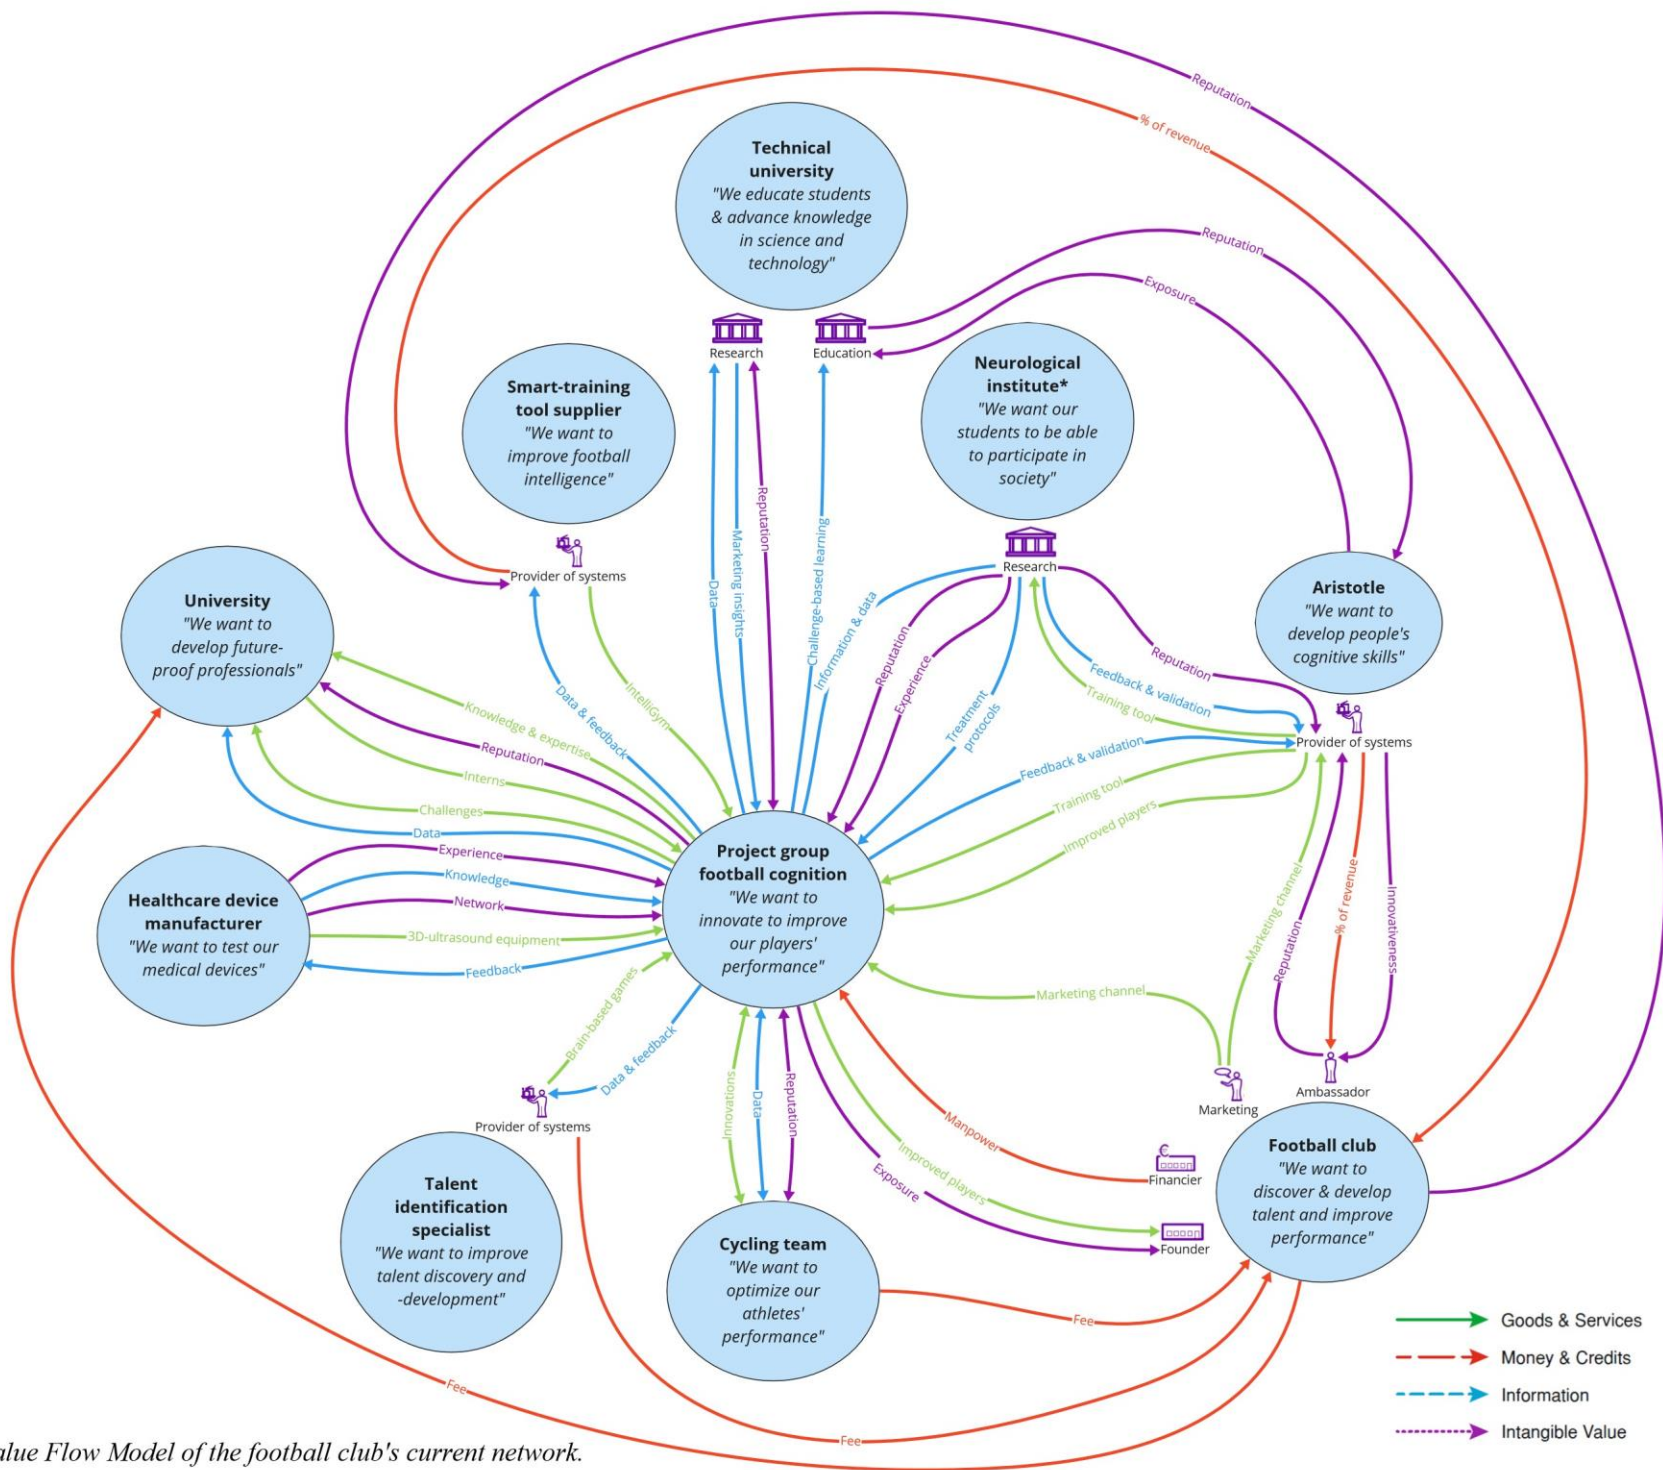 Reputation
% of revenue
Technical
university
"We educate students
& advance knowledge
in science and
technology"
Reputation
Exposure
Research
Education
Neurological
institute*
"We want our
students to be able
to participate in
society"
Smart-training
tool supplier
"We want to
improve football
intelligence"
Research
Provider of systems
Data
Marketing insights
Reputation
Challenge-based learning
Information & data
Reputation
Experience
Treatment
protocols
Feedback & validation
Training tool
Reputation
Aristotle
"We want to
develop people's
cognitive skills"
Provider of systems
University
"We want to
develop future-
proof professionals"
Data & feedback
IntelliGym
Knowledge & expertise
Reputation
Interns
Challenges
Data
Feedback & validation
Training tool
Improved players
Experience
Knowledge
Network
3D-ultrasound equipment
Feedback
Healthcare device
manufacturer
"We want to test our
medical devices"
Project group
football cognition
"We want to
innovate to improve
our players'
performance"
Marketing channel
Marketing channel
Reputation
% of revenue
Innovativeness
Brain-based games
Data & feedback
Provider of systems
Innovations
Data
Reputation
Improved players
Exposure
Manpower
Marketing
Ambassador
Financier
Founder
Talent
identification
specialist
"We want to improve
talent discovery and
-development"
Cycling team
"We want to
optimize our
athletes'
performance"
Football club
"We want to
discover & develop
talent and improve
performance"
Fee
Fee
Fee
Goods & Services
Money & Credits
Information
Intangible Value
alue Flow Model of the football club's current network.